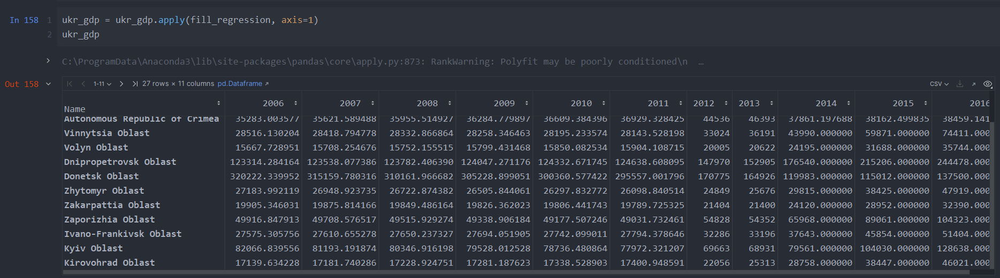 In 158 1 ukr_gdp = ukr_gdp.apply(fill_regression, axis=1)
2 ukr_gdp
C:\ProgramData\Anaconda3\lib\site-packages\pandas\core\apply.py:873: RankWarning: Polyfit may be poorly conditioned\n …
Out 158 1-11 27 rows × 11 columns pd.Dataframe CSV
Name 2006 2007 2008 2009 2010 2011 2012 2013 2014 2015 2016
Autonomous Republic of Crimea 35283.003577 35621.589488 35955.514927 36284.779897 36609.384396 36929.328425 44536 46393 37861.197688 38162.499835 38459.141
Vinnytsia Oblast 28516.130204 28418.794778 28332.866864 28258.346463 28195.233574 28143.528198 33024 36191 43990.000000 59871.000000 74411.000
Volyn Oblast 15667.728951 15708.254676 15752.155515 15799.431468 15850.082534 15904.108715 20005 20622 24195.000000 31688.000000 35744.000
Dnipropetrovsk Oblast 123314.284164 123538.077386 123782.406390 124047.271176 124332.671745 124638.608095 147970 152905 176540.000000 215206.000000 244478.000
Donetsk Oblast 320222.339952 315159.780316 310161.966682 305228.899051 300360.577422 295557.001796 170775 164926 119983.000000 115012.000000 137500.000
Zhytomyr Oblast 27183.992119 26948.923735 26722.874382 26505.844061 26297.832772 26098.840514 24849 25676 29815.000000 38425.000000 47919.000
Zakarpattia Oblast 19905.346031 19875.814166 19849.486164 19826.362023 19806.441743 19789.725325 21404 21400 24120.000000 28952.000000 32390.000
Zaporizhia Oblast 49916.847913 49708.576517 49515.929274 49338.906184 49177.507246 49031.732461 54828 54352 65968.000000 89061.000000 104323.000
Ivano-Frankivsk Oblast 27575.305756 27610.655278 27650.237327 27694.051905 27742.099011 27794.378646 32286 33196 37643.000000 45854.000000 51404.000
Kyiv Oblast 82066.839556 81193.191874 80346.916198 79528.012528 78736.480864 77972.321207 69663 68931 79561.000000 104030.000000 128638.000
Kirovohrad Oblast 17139.634228 17181.740286 17228.924751 17281.187623 17338.528903 17400.948591 22056 25313 28758.000000 38447.000000 46021.000